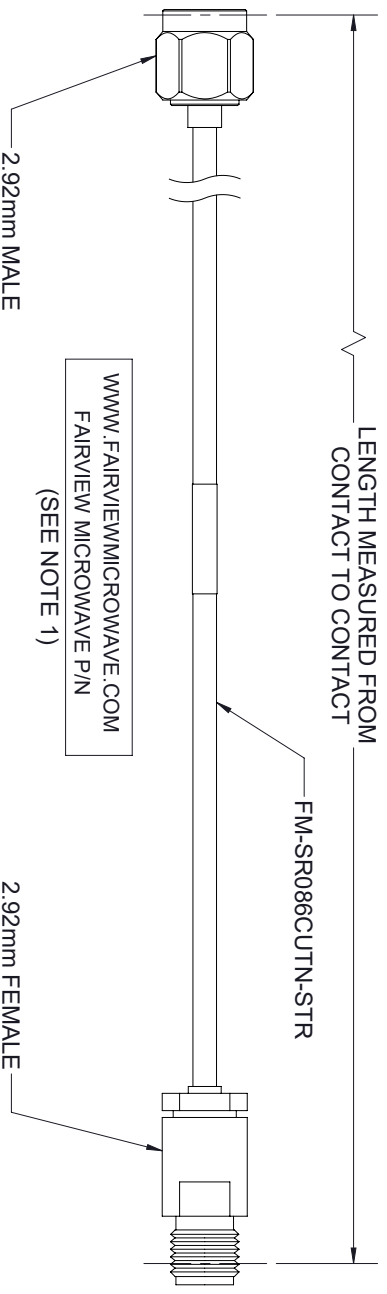 LENGTH MEASURED FROM
CONTACT TO CONTACT
FM-SR086CUTN-STR
WWW.FAIRVIEWMICROWAVE.COM
FAIRVIEW MICROWAVE P/N
(SEE NOTE 1)
2.92mm MALE
2.92mm FEMALE